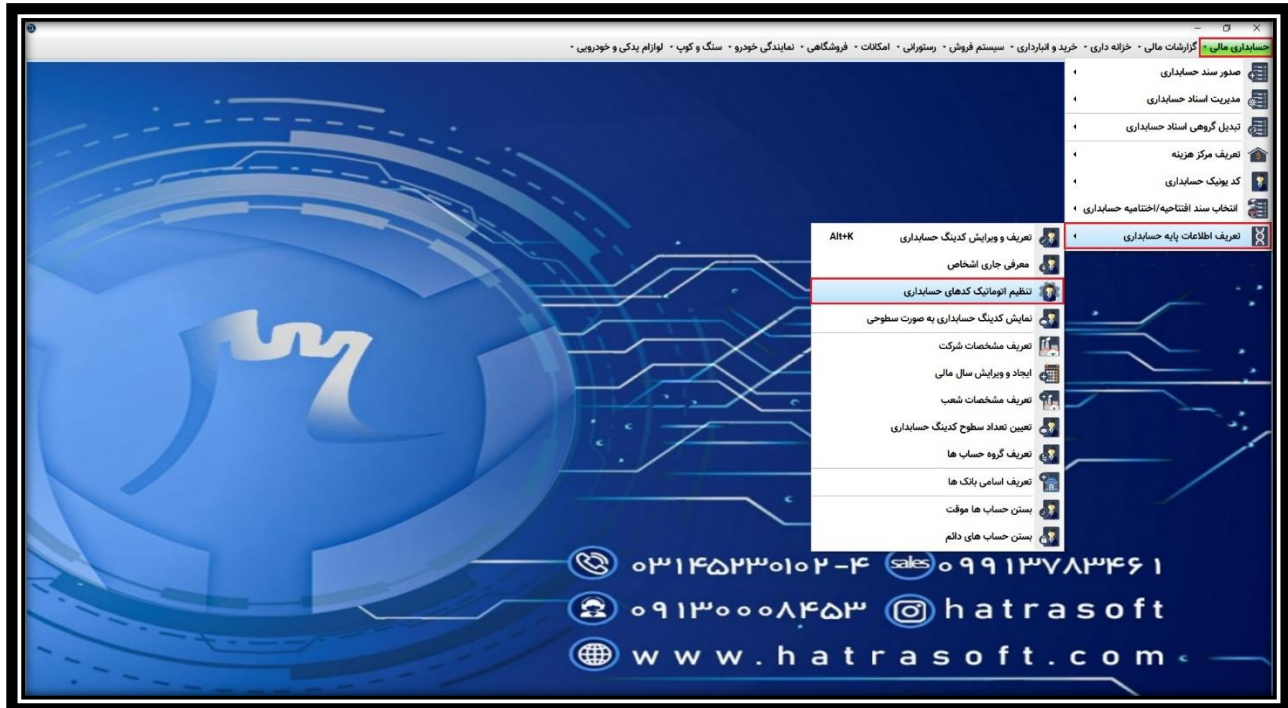 حسابداری مالی - گزارشات مالی - خزانه داری - خرید و انبارداری - سیستم فروش - رستورانی - امکانات - فروشگاهی - نمایندگی خودرو - سنگ و کوپ - لوازم یدکی و خودرویی -
صدور سند حسابداری
مدیریت اسناد حسابداری
تبدیل گروهی اسناد حسابداری
تعریف مرکز هزینه
کد یونیک حسابداری
انتخاب سند افتتاحیه/اختتامیه حسابداری
تعریف اطلاعات پایه حسابداری
تعریف و ویرایش کدینگ حسابداری Alt+K
معرفی جاری اشخاص
تنظیم اتوماتیک کدهای حسابداری
نمایش کدینگ حسابداری به صورت سطوحی
تعریف مشخصات شرکت
ایجاد و ویرایش سال مالی
تعریف مشخصات شعب
تعیین تعداد سطوح کدینگ حسابداری
تعریف گروه حساب ها
تعریف اسامی بانک ها
بستن حساب ها موقت
بستن حساب های دائم
۰۳۱۴۵۲۳۰۱۰۲-۴ sales ۰۹۹۱۳۷۸۳۴۶۱
۰۹۱۳۰۰۰۸۴۵۳ hatrasoft
www.hatrasoft.com